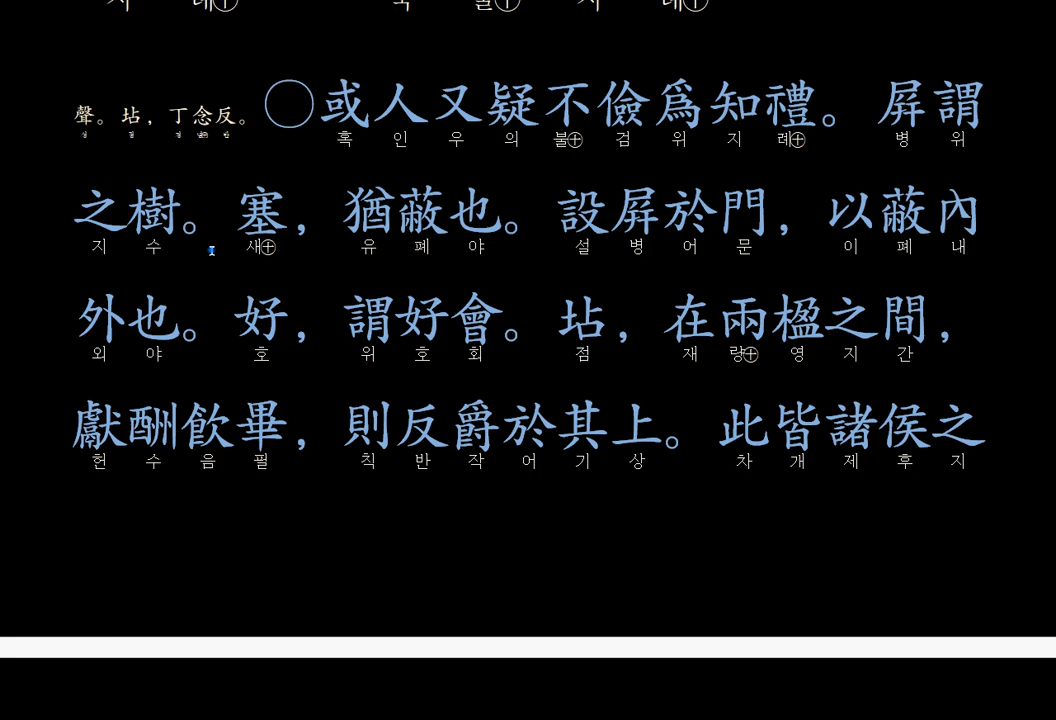 聲。坫，丁念反。○或人又疑不儉爲知禮。 屛謂
혹 인 우 의 불㊉ 검 위 지 례㊉ 병 위
之樹。塞，猶蔽也。設屛於門，以蔽內
지 수 새㊉ 유 폐 야 설 병 어 문 이 폐 내
外也。好，謂好會。坫，在兩楹之間，
외 야 호 위 호 회 점 재 량㊉ 영 지 간
獻酬飮畢，則反爵於其上。此皆諸侯之
헌 수 음 필 칙 반 작 어 기 상 차 개 제 후 지